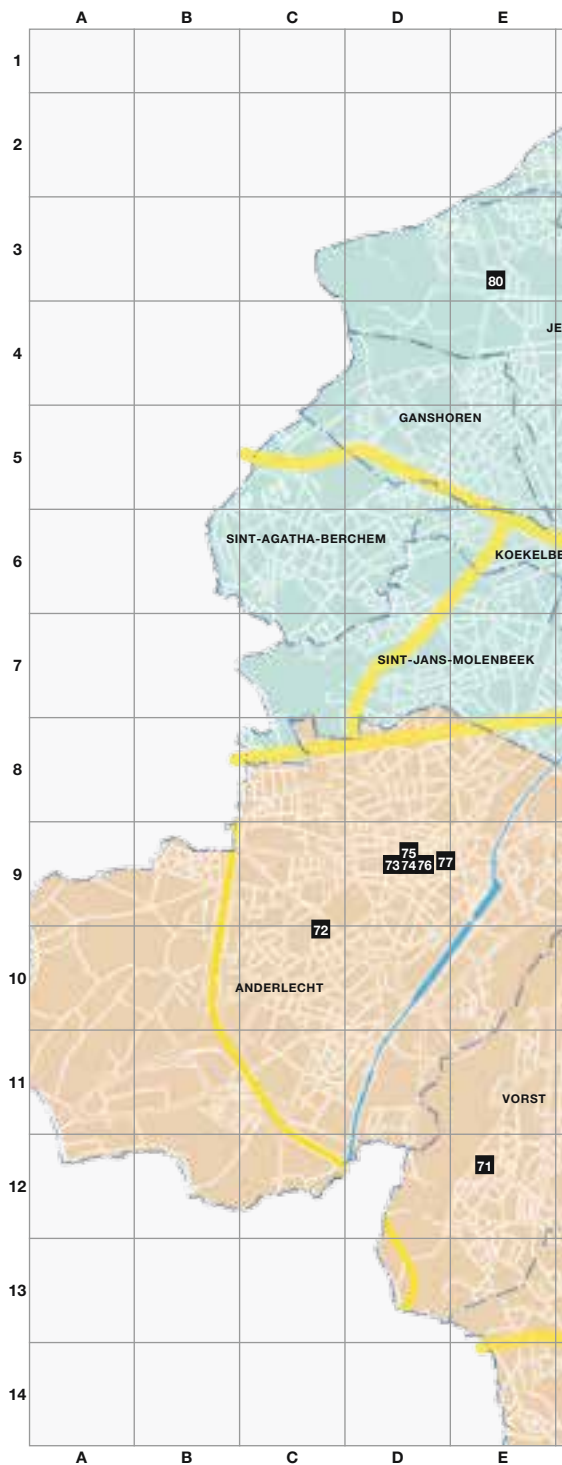 A B C D E
1
2
3
80
JE
4
GANSHOREN
5
SINT-AGATHA-BERCHEM
KOEKELBE
6
SINT-JANS-MOLENBEEK
7
8
75
73 74 76 77
9
72
10
ANDERLECHT
11
VORST
71
12
13
14
A B C D E